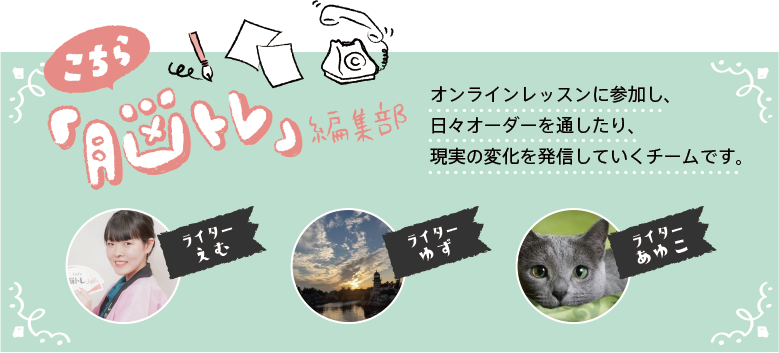 こちら
「脳トレ」編集部
オンラインレッスンに参加し、
日々オーダーを通したり、
現実の変化を発信していくチームです。
ライター
えむ
ライター
ゆず
ライター
あゆこ
脳トレ